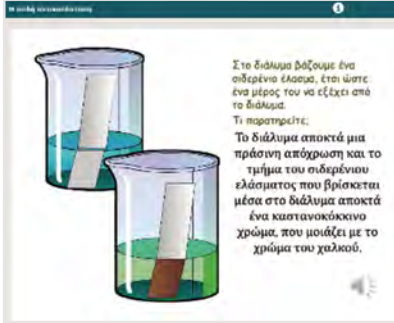 Η απλή αντικατάσταση
Στο διάλυμα βάζουμε ένα
σιδερένιο έλασμα, έτσι ώστε
ένα μέρος του να εξέχει από
το διάλυμα.
Τι παρατηρείτε;
Το διάλυμα αποκτά μια
πράσινη απόχρωση και το
τμήμα του σιδερένιου
ελάσματος που βρίσκεται
μέσα στο διάλυμα αποκτά
ένα καστανοκόκκινο
χρώμα, που μοιάζει με το
χρώμα του χαλκού.